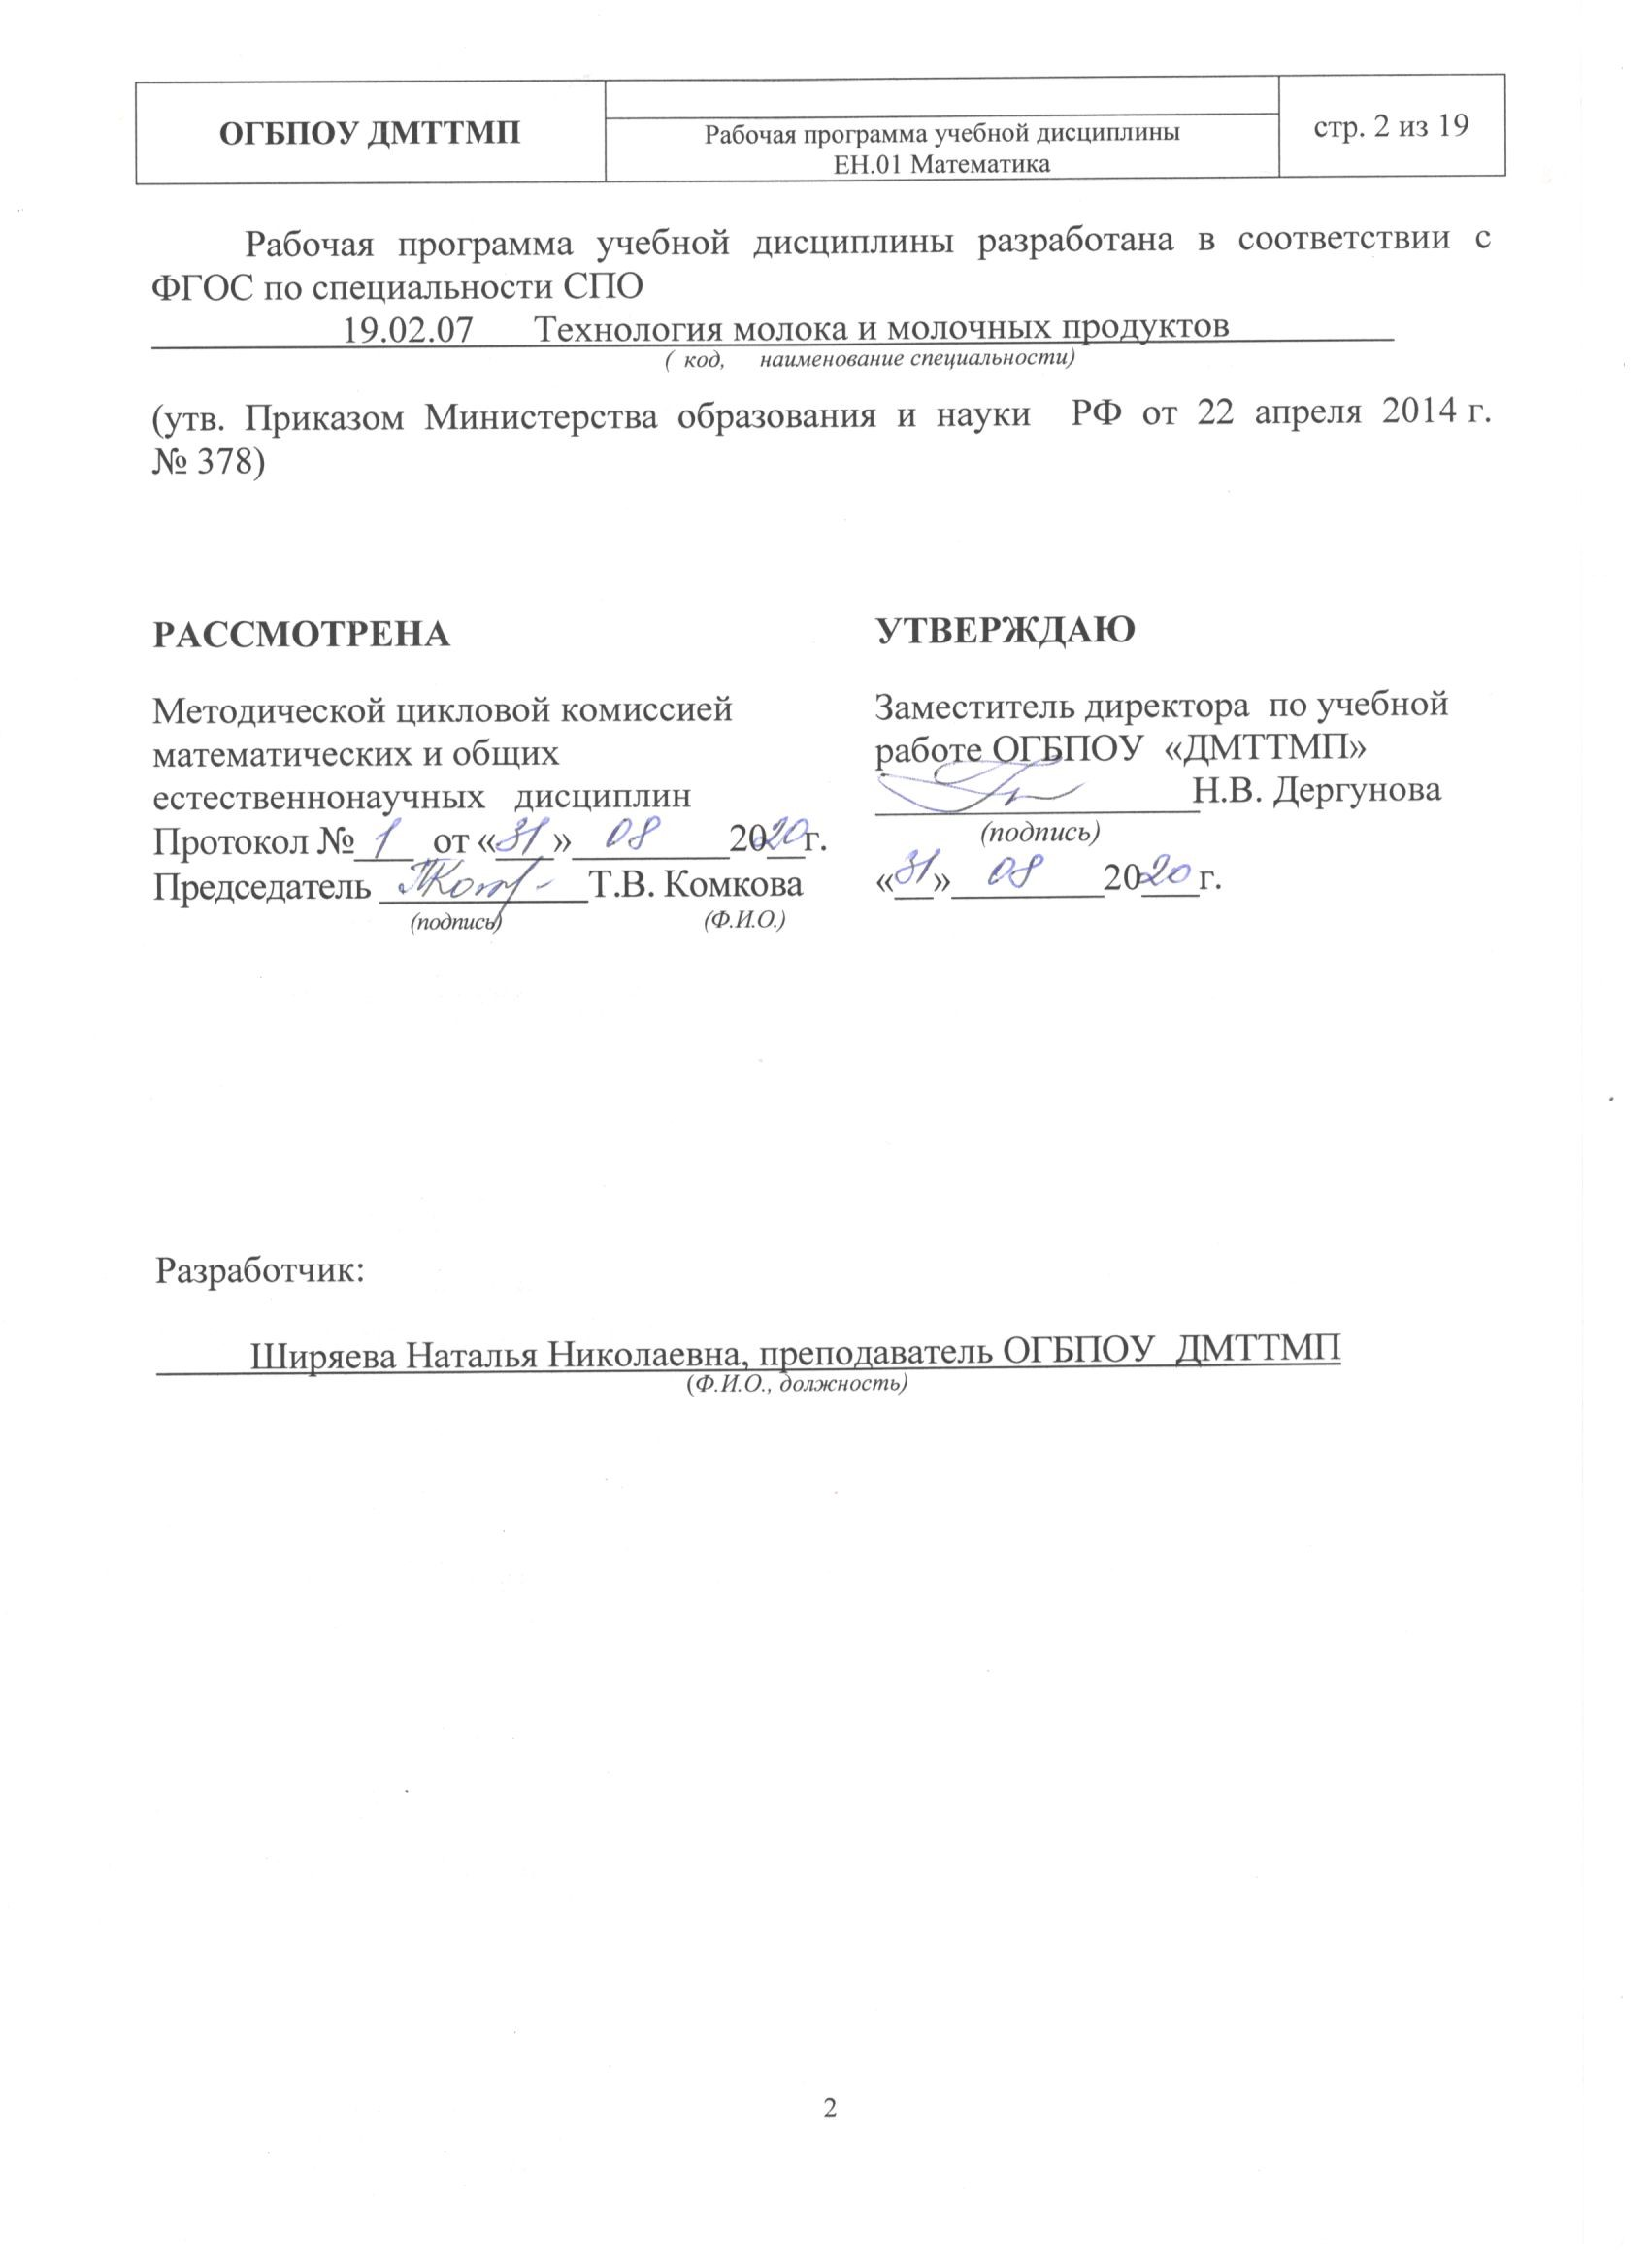 ОГБПОУ ДМТТМП
Рабочая программа учебной дисциплины
ЕН.01 Математика
стр. 2 из 19
Рабочая программа учебной дисциплины разработана в соответствии с
ФГОС по специальности СПО
19.02.07 Технология молока и молочных продуктов
( код, наименование специальности)
(утв. Приказом Министерства образования и науки РФ от 22 апреля 2014 г.
№ 378)
РАССМОТРЕНА
Методической цикловой комиссией
математических и общих
естественнонаучных дисциплин
Протокол № 1 от «31» 08 2020г.
Председатель Т.В. Комкова
(подпись) (Ф.И.О.)
УТВЕРЖДАЮ
Заместитель директора по учебной
работе ОГБПОУ «ДМТТМП»
Н.В. Дергунова
(подпись)
«31» 08 2020г.
Разработчик:
Ширяева Наталья Николаевна, преподаватель ОГБПОУ ДМТТМП
(Ф.И.О., должность)
2